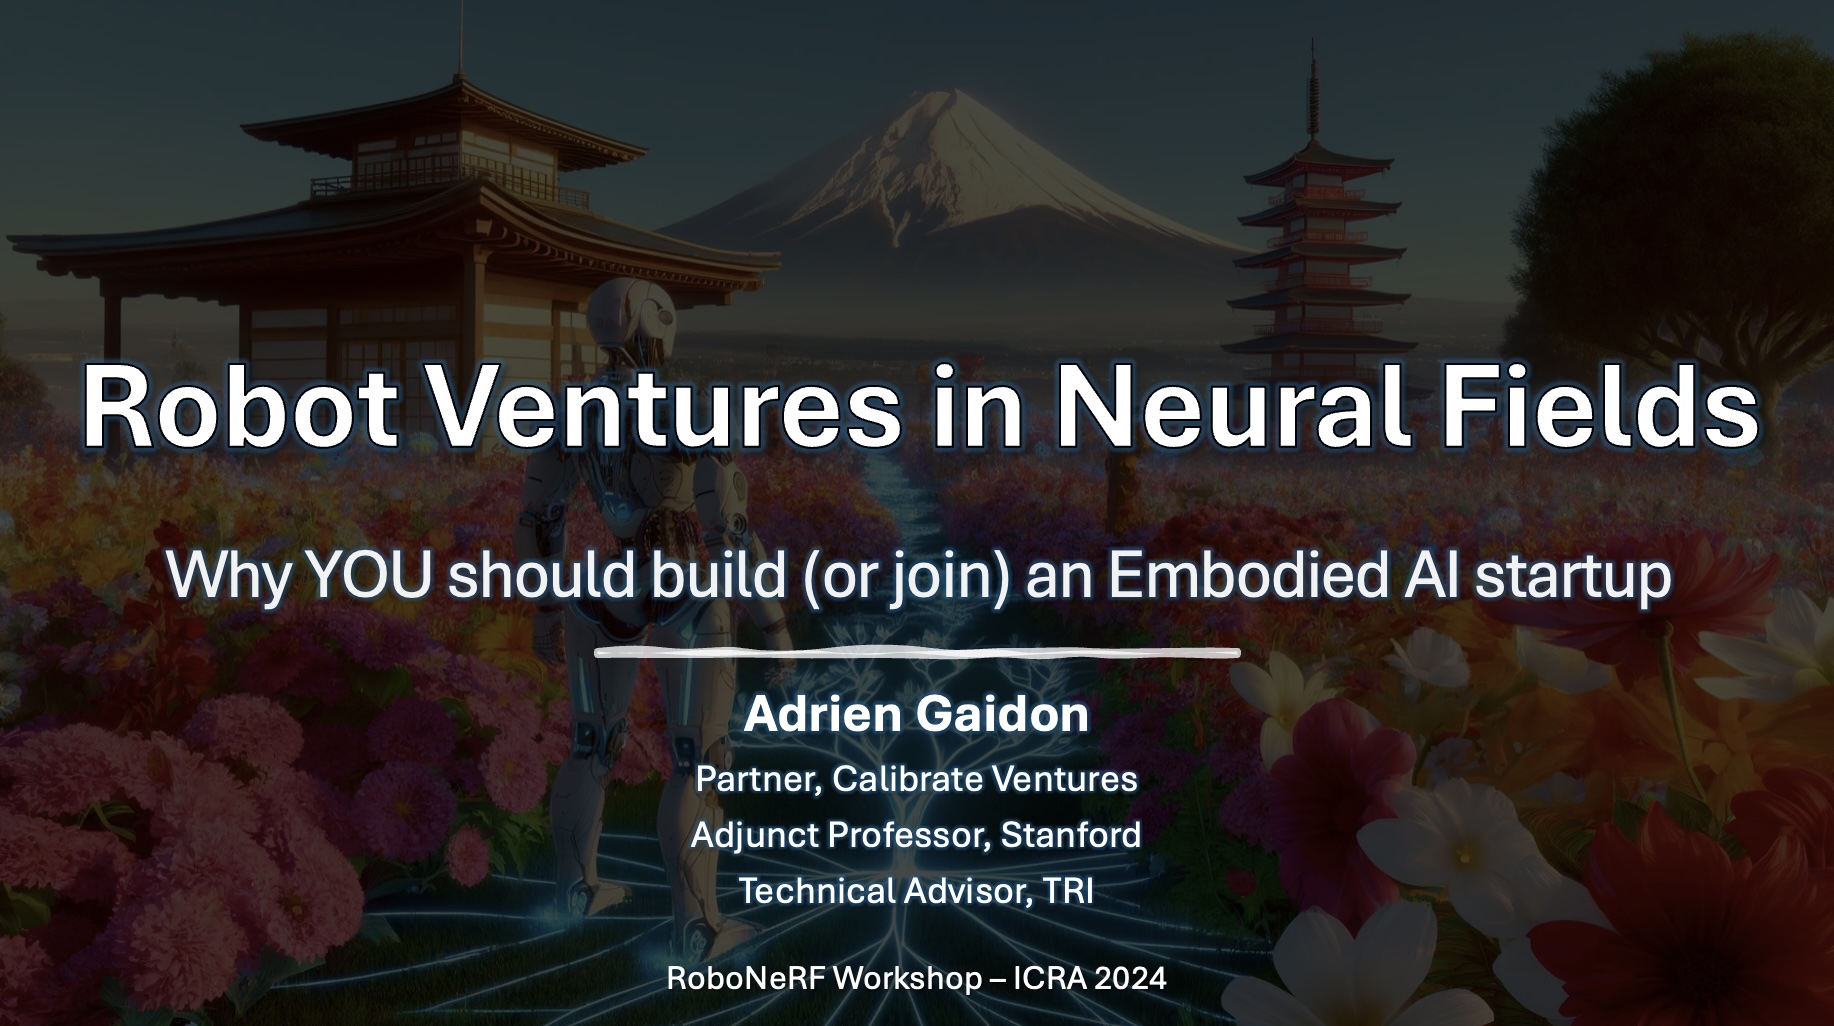 Robot Ventures in Neural Fields
Why YOU should build (or join) an Embodied AI startup
Adrien Gaidon
Partner, Calibrate Ventures
Adjunct Professor, Stanford
Technical Advisor, TRI
RoboNeRF Workshop – ICRA 2024